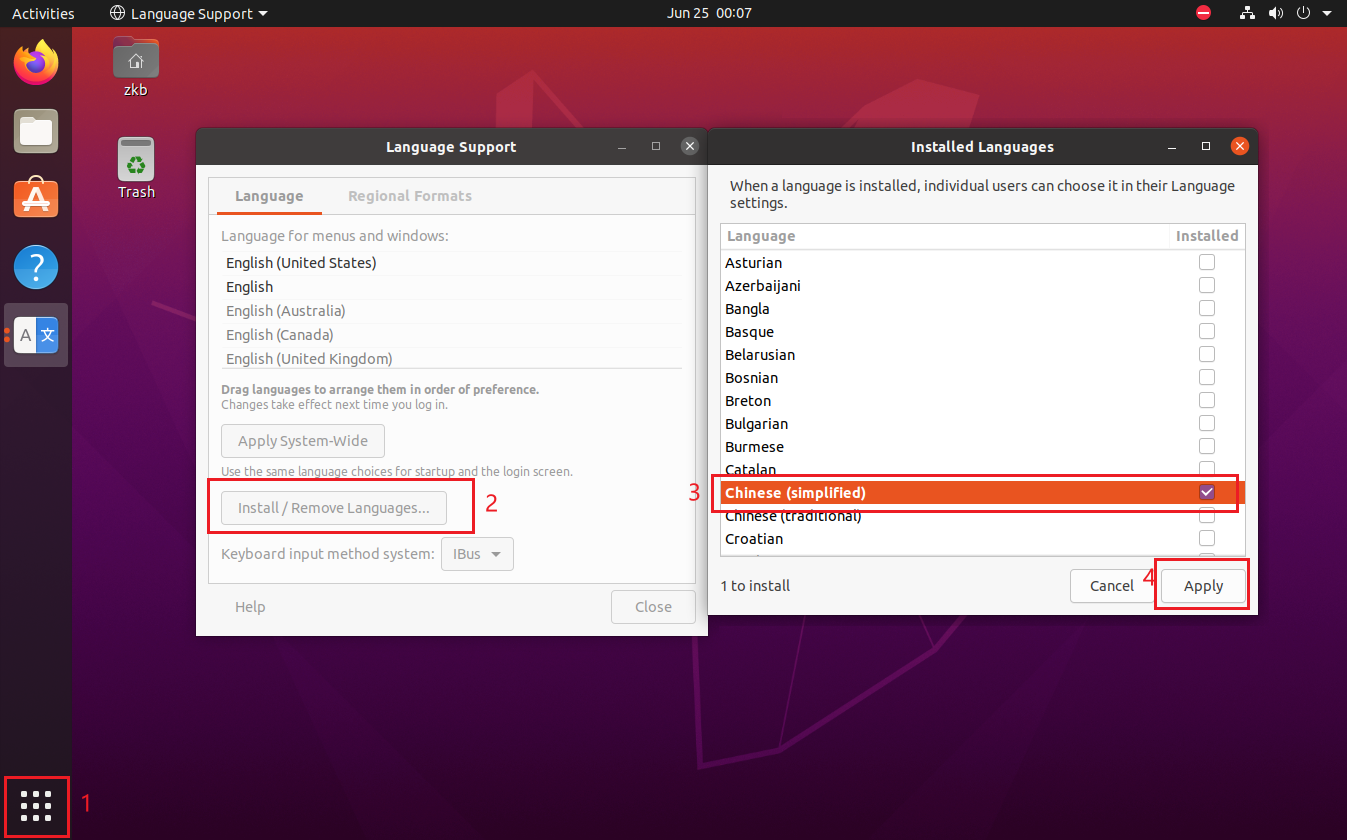 Activities
Language Support
Jun 25 00:07
zkb
Trash
Language Support
Language
Regional Formats
Language for menus and windows:
English (United States)
English
English (Australia)
English (Canada)
English (United Kingdom)
Drag languages to arrange them in order of preference.
Changes take effect next time you log in.
Apply System-Wide
Use the same language choices for startup and the login screen.
Install / Remove Languages...
2
Keyboard input method system:
IBus
Help
Close
Installed Languages
When a language is installed, individual users can choose it in their Language
settings.
Language
Installed
Asturian
Azerbaijani
Bangla
Basque
Belarusian
Bosnian
Breton
Bulgarian
Burmese
Catalan
3
Chinese (simplified)
Chinese (traditional)
Croatian
1 to install
Cancel
4
Apply
A 文
?
1